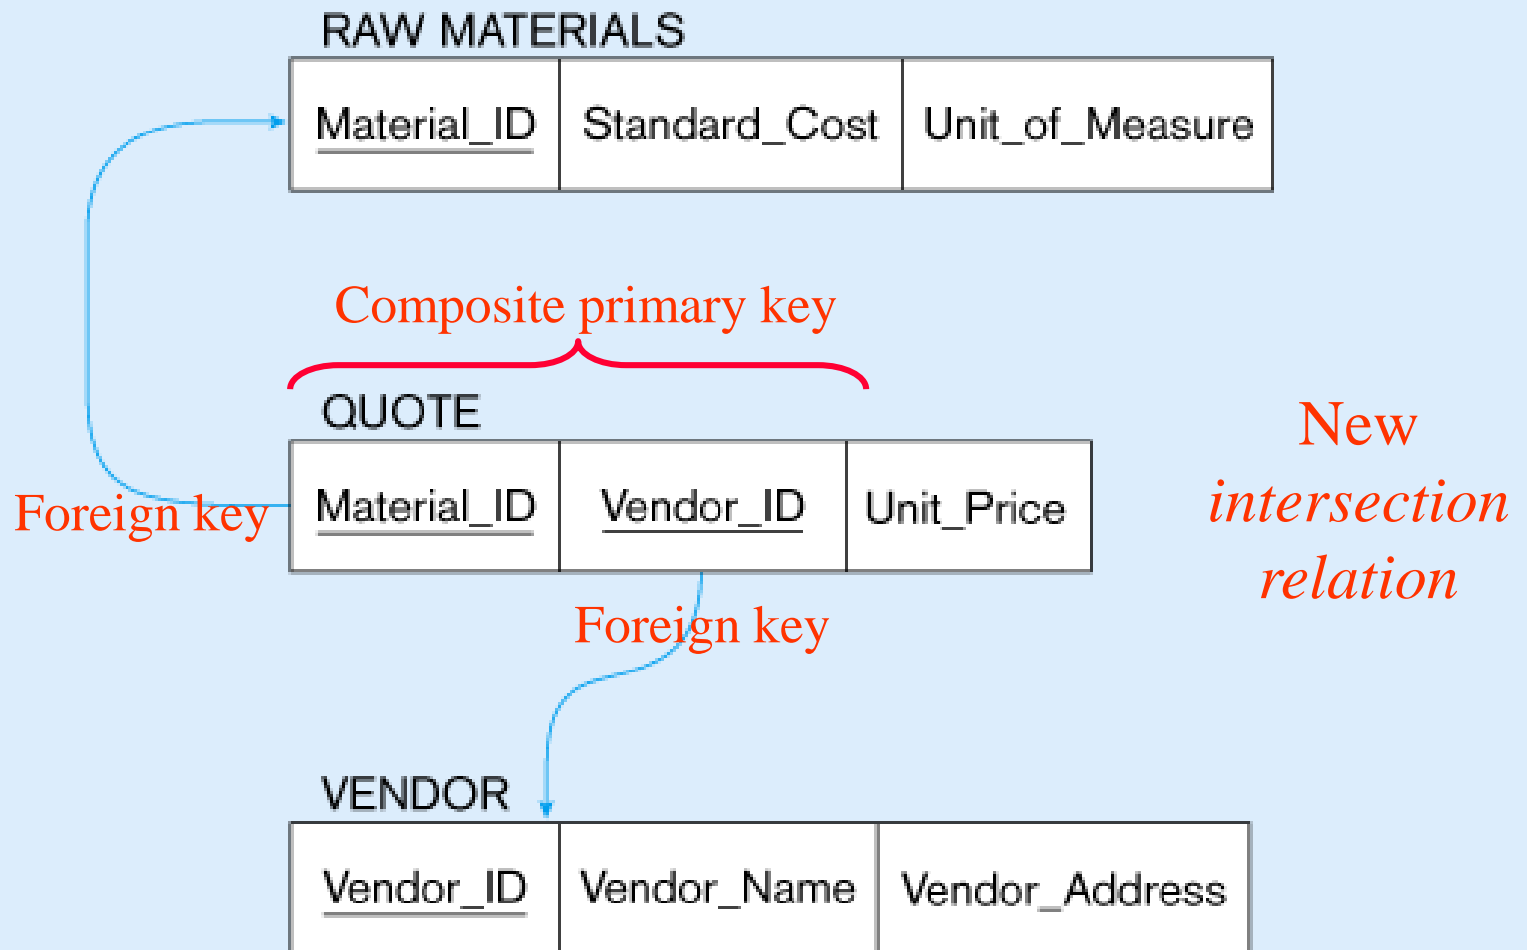 RAW MATERIALS
Material_ID Standard_Cost Unit_of_Measure
Composite primary key
QUOTE
Material_ID Vendor_ID Unit_Price
Foreign key
New
intersection
relation
Foreign key
VENDOR
Vendor_ID Vendor_Name Vendor_Address